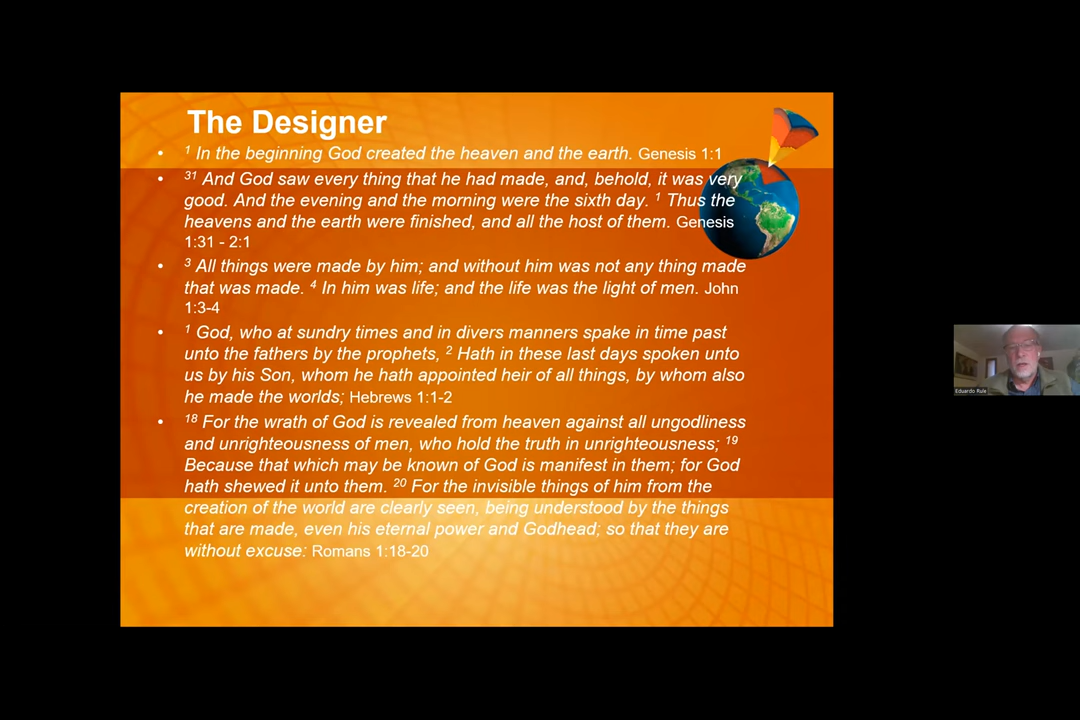 The Designer
• ¹ In the beginning God created the heaven and the earth. Genesis 1:1
• ³¹ And God saw every thing that he had made, and, behold, it was very
good. And the evening and the morning were the sixth day. ¹ Thus the
heavens and the earth were finished, and all the host of them. Genesis
1:31 - 2:1
• ³ All things were made by him; and without him was not any thing made
that was made. ⁴ In him was life; and the life was the light of men. John
1:3-4
• ¹ God, who at sundry times and in divers manners spake in time past
unto the fathers by the prophets, ² Hath in these last days spoken unto
us by his Son, whom he hath appointed heir of all things, by whom also
he made the worlds; Hebrews 1:1-2
• ¹⁸ For the wrath of God is revealed from heaven against all ungodliness
and unrighteousness of men, who hold the truth in unrighteousness; ¹⁹
Because that which may be known of God is manifest in them; for God
hath shewed it unto them. ²⁰ For the invisible things of him from the
creation of the world are clearly seen, being understood by the things
that are made, even his eternal power and Godhead; so that they are
without excuse: Romans 1:18-20
Eduardo Rule